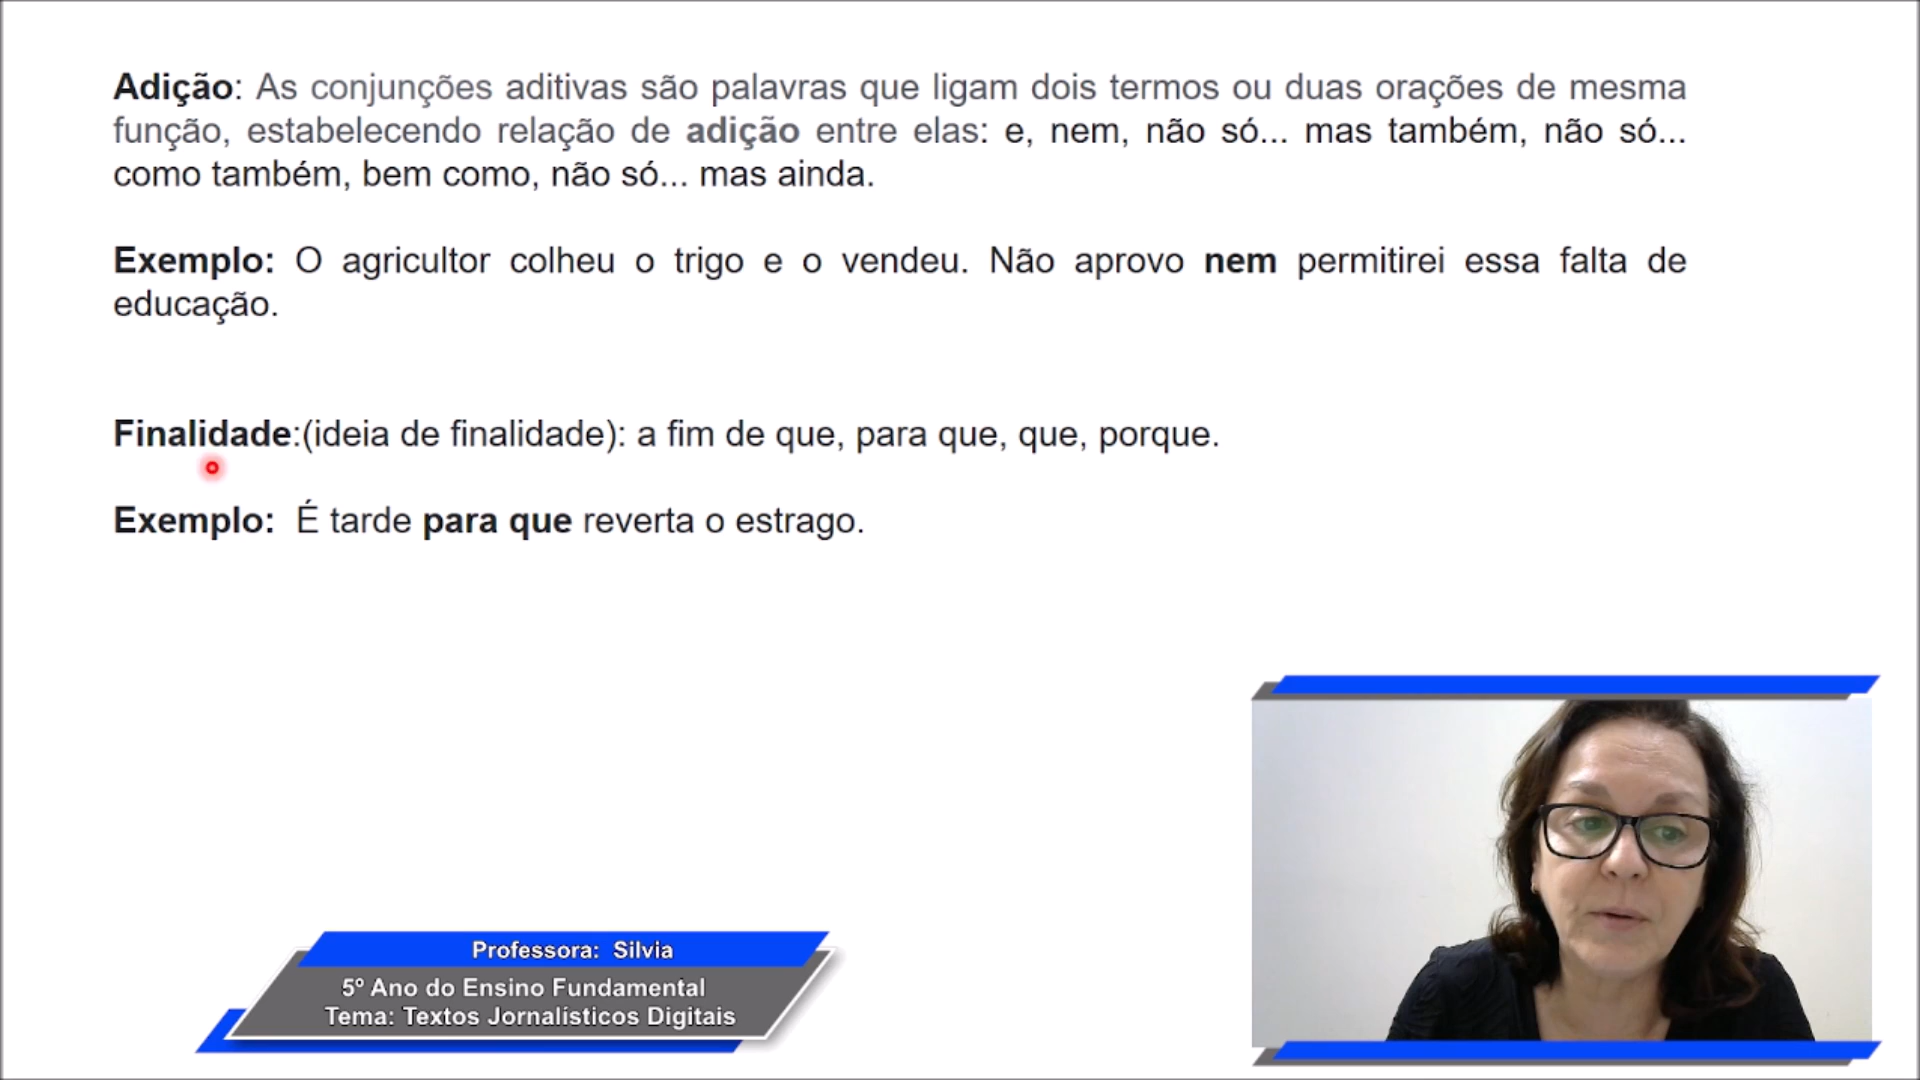 Adição: As conjunções aditivas são palavras que ligam dois termos ou duas orações de mesma
função, estabelecendo relação de adição entre elas: e, nem, não só... mas também, não só...
como também, bem como, não só... mas ainda.
Exemplo: O agricultor colheu o trigo e o vendeu. Não aprovo nem permitirei essa falta de
educação.
Finalidade:(ideia de finalidade): a fim de que, para que, que, porque.
Exemplo: É tarde para que reverta o estrago.
Professora: Silvia
5º Ano do Ensino Fundamental
Tema: Textos Jornalísticos Digitais